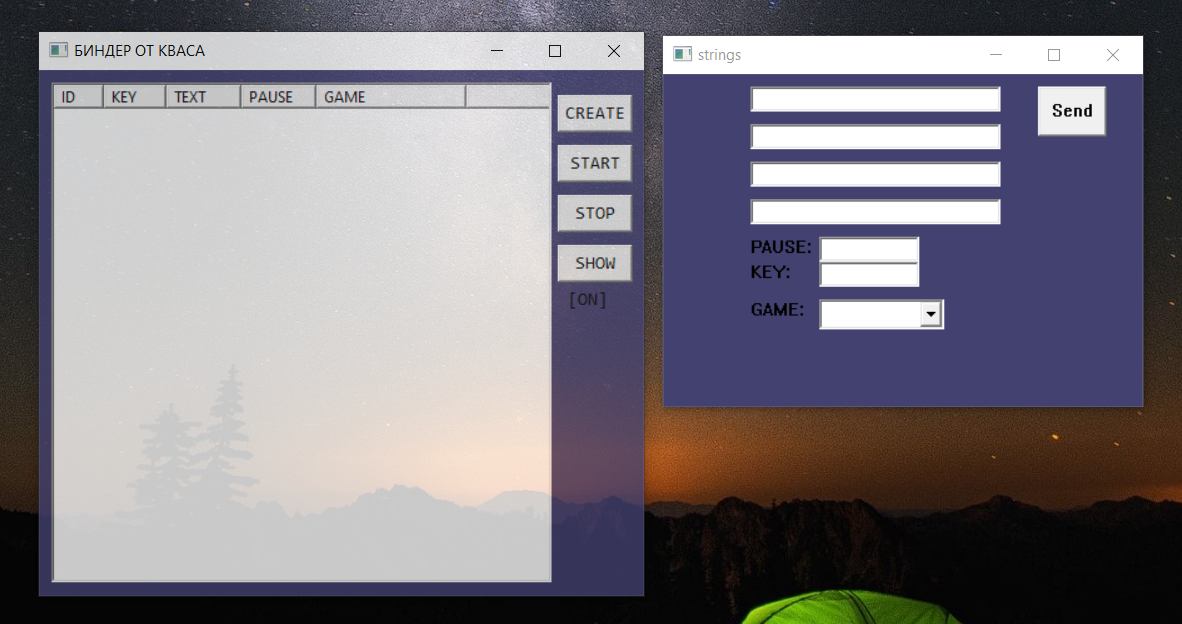 БИНДЕР ОТ КВАСА
ID KEY TEXT PAUSE GAME
CREATE
START
STOP
SHOW
[ON]
strings
Send
PAUSE:
KEY:
GAME: